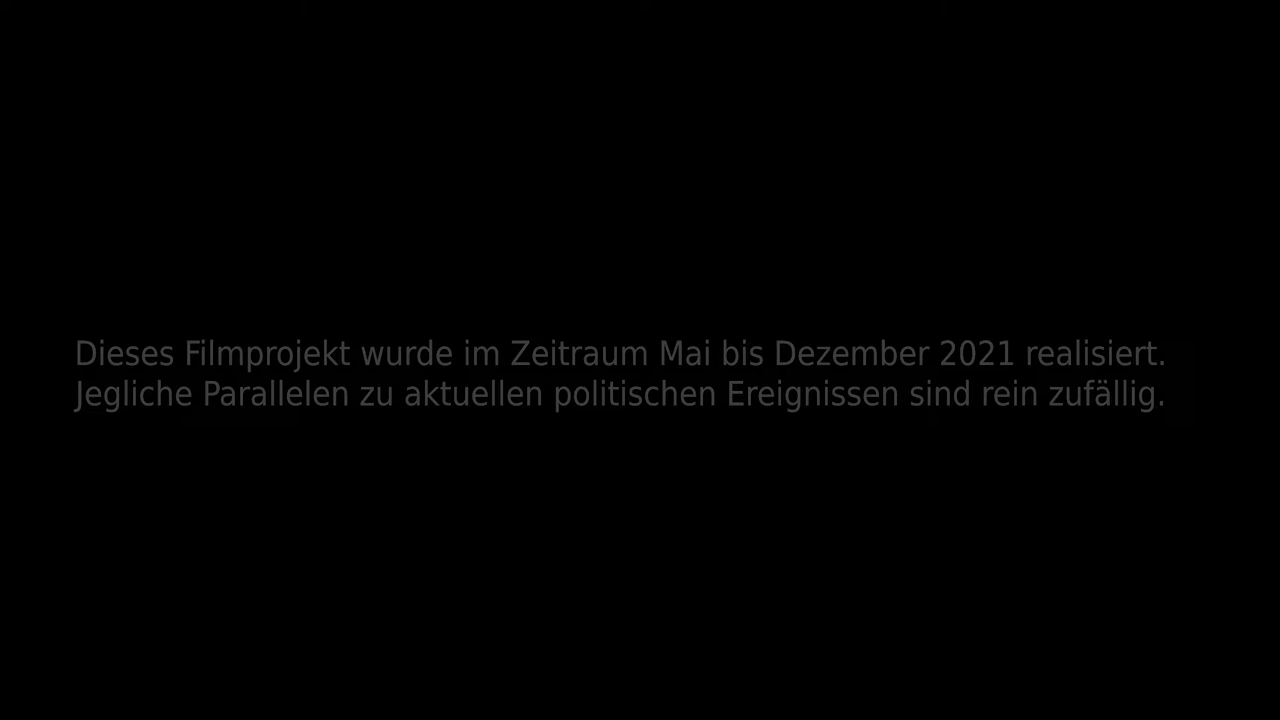 Dieses Filmprojekt wurde im Zeitraum Mai bis Dezember 2021 realisiert.
Jegliche Parallelen zu aktuellen politischen Ereignissen sind rein zufällig.